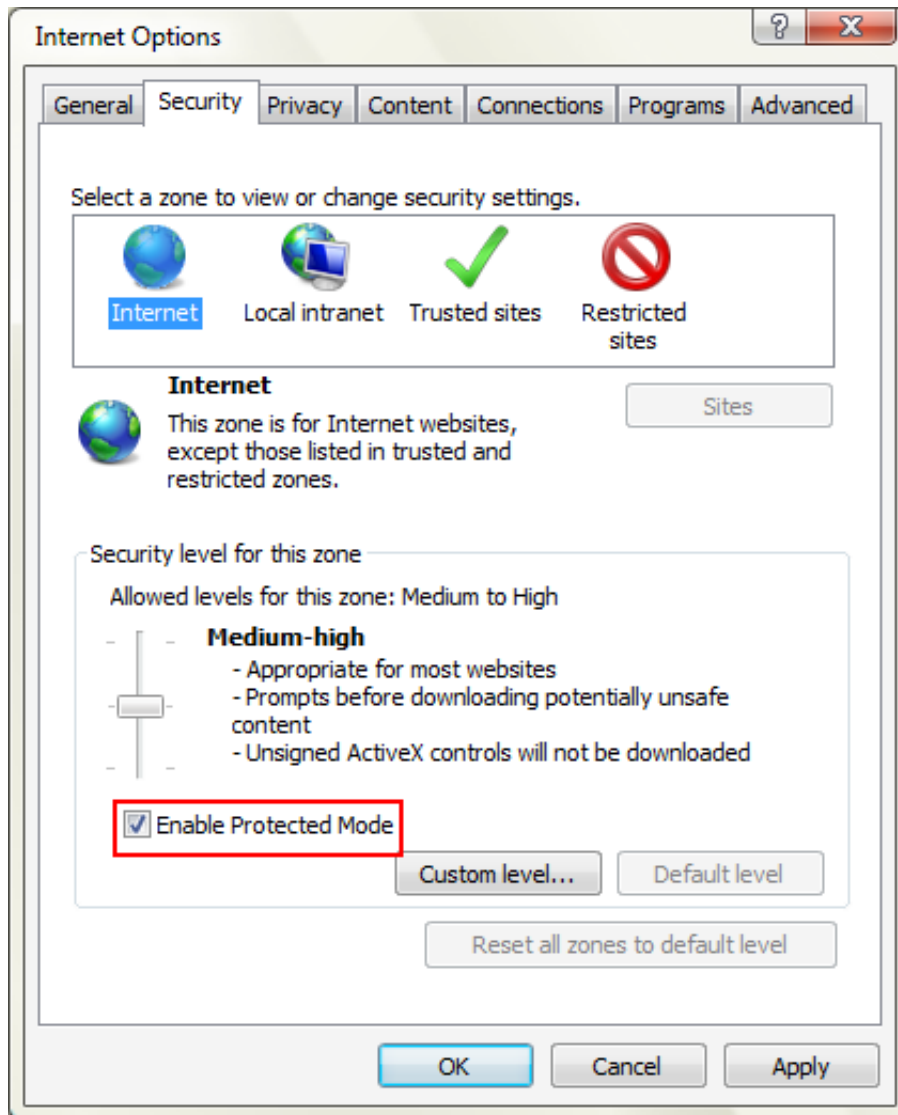 Internet Options
General Security Privacy Content Connections Programs Advanced
Select a zone to view or change security settings.
Internet Local intranet Trusted sites Restricted
sites
Internet
Sites
This zone is for Internet websites,
except those listed in trusted and
restricted zones.
Security level for this zone
Allowed levels for this zone: Medium to High
Medium-high
- Appropriate for most websites
- Prompts before downloading potentially unsafe
content
- Unsigned ActiveX controls will not be downloaded
Enable Protected Mode
Custom level... Default level
Reset all zones to default level
OK Cancel Apply